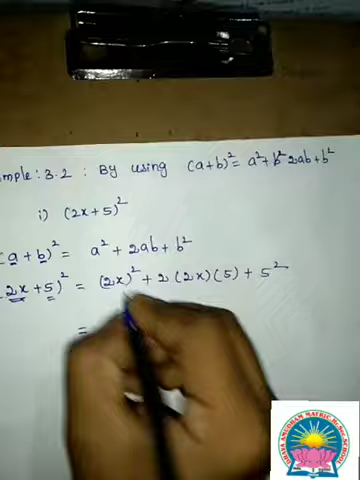 mple: 3.2 : By using (a+b)² = a² + b² 2ab + b²
i) (2x+5)²
(a + b)² = a² + 2ab + b²
2x + 5)² = (2x)² + 2 (2x) (5) + 5²
=